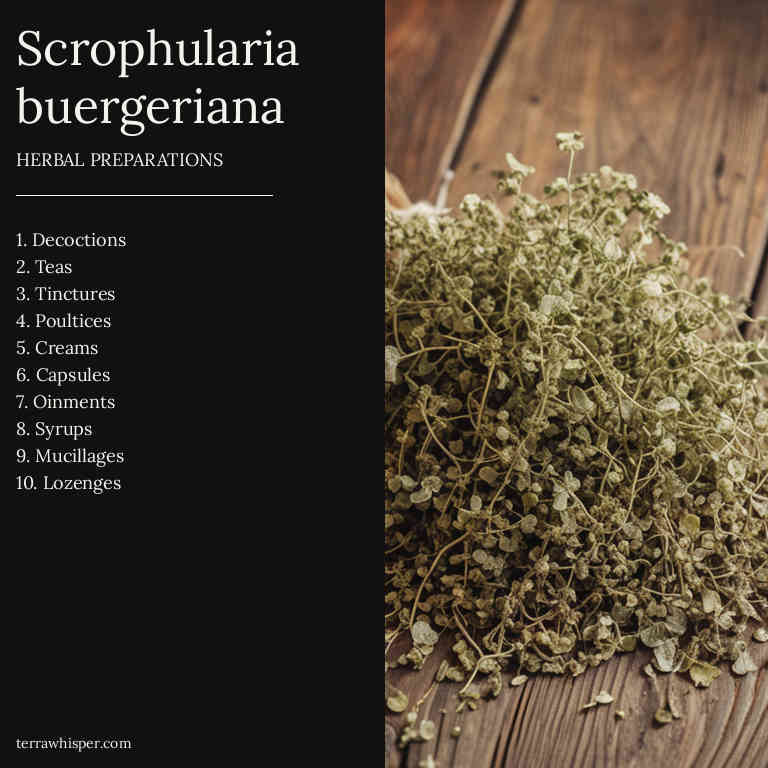 Scrophularia
buergeriana
HERBAL PREPARATIONS
1. Decoctions
2. Teas
3. Tinctures
4. Poultices
5. Creams
6. Capsules
7. Oinments
8. Syrups
9. Mucillages
10. Lozenges
terrawhisper.com